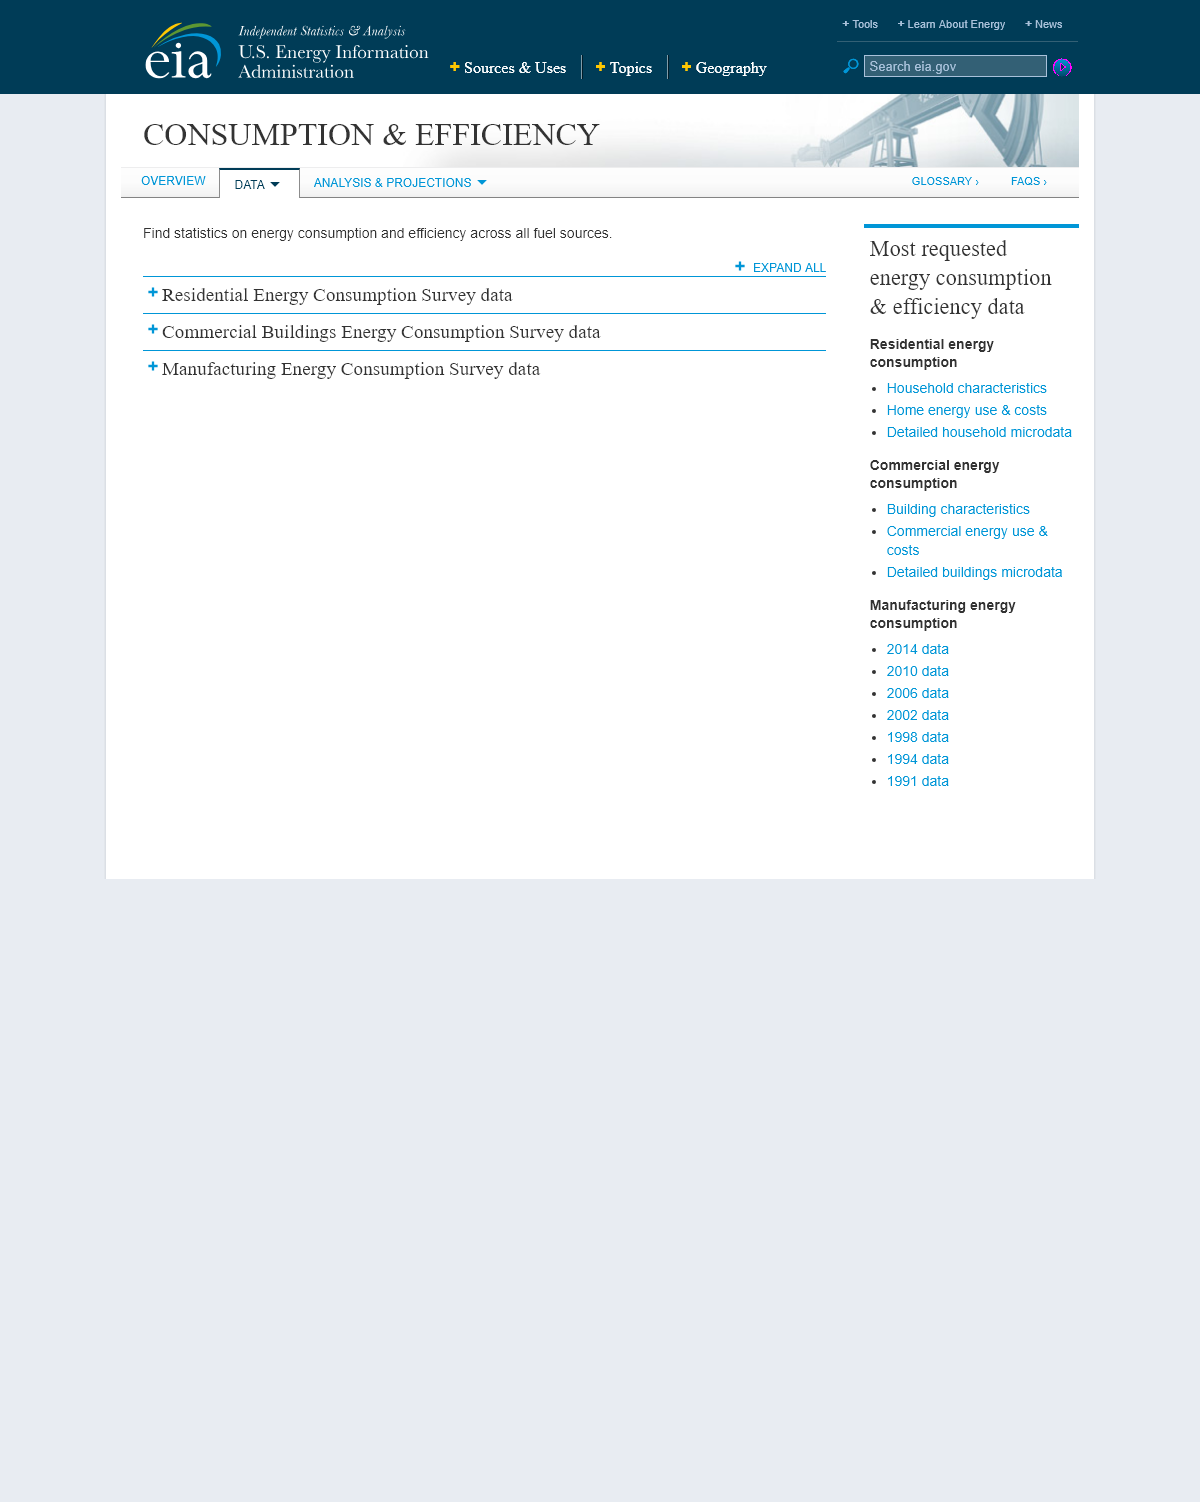 + Tools + Learn About Energy + News
eia
Independent Statistics & Analysis
U.S. Energy Information
Administration
+ Sources & Uses + Topics + Geography
Search eia.gov
CONSUMPTION & EFFICIENCY
OVERVIEW DATA ANALYSIS & PROJECTIONS GLOSSARY › FAQS ›
Find statistics on energy consumption and efficiency across all fuel sources.
+ EXPAND ALL
+ Residential Energy Consumption Survey data
+ Commercial Buildings Energy Consumption Survey data
+ Manufacturing Energy Consumption Survey data
Most requested
energy consumption
& efficiency data
Residential energy
consumption
• Household characteristics
• Home energy use & costs
• Detailed household microdata
Commercial energy
consumption
• Building characteristics
• Commercial energy use &
costs
• Detailed buildings microdata
Manufacturing energy
consumption
• 2014 data
• 2010 data
• 2006 data
• 2002 data
• 1998 data
• 1994 data
• 1991 data